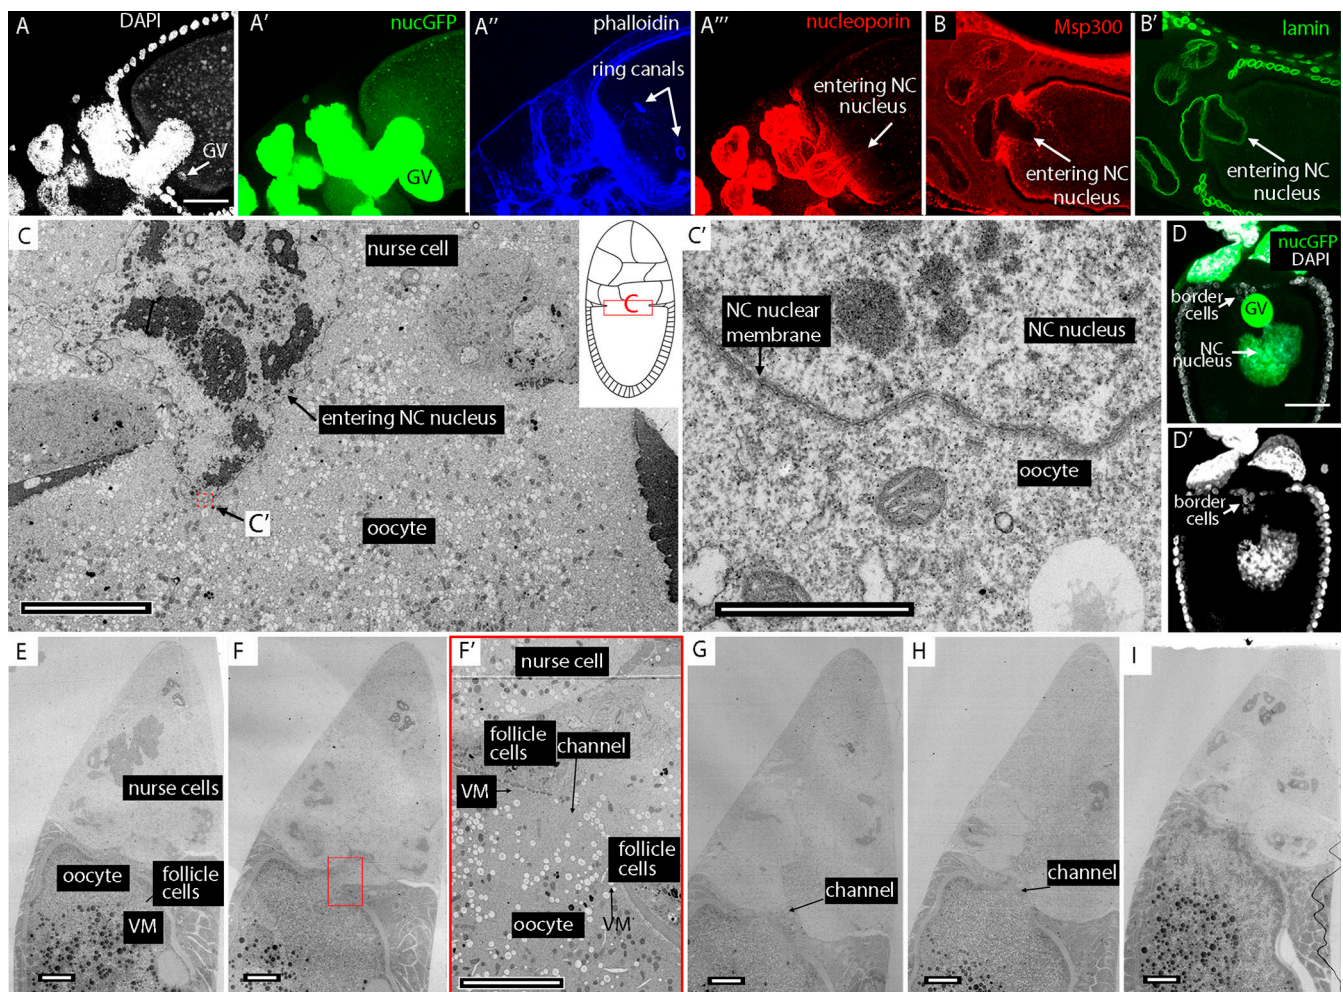 A
DAPI
GV
A'
nucGFP
GV
A''
phalloidin
ring canals
A'''
nucleoporin
entering NC
nucleus
B
Msp300
entering NC
nucleus
B'
lamin
entering NC
nucleus
C
nurse cell
entering NC nucleus
C'
oocyte
C
C'
NC nuclear
membrane
NC nucleus
oocyte
D
nucGFP
DAPI
border
cells
GV
NC
nucleus
D'
border
cells
E
nurse cells
oocyte
follicle
cells
VM
F
F'
nurse cell
follicle
cells
channel
VM
follicle
cells
oocyte
VM
G
channel
H
channel
I